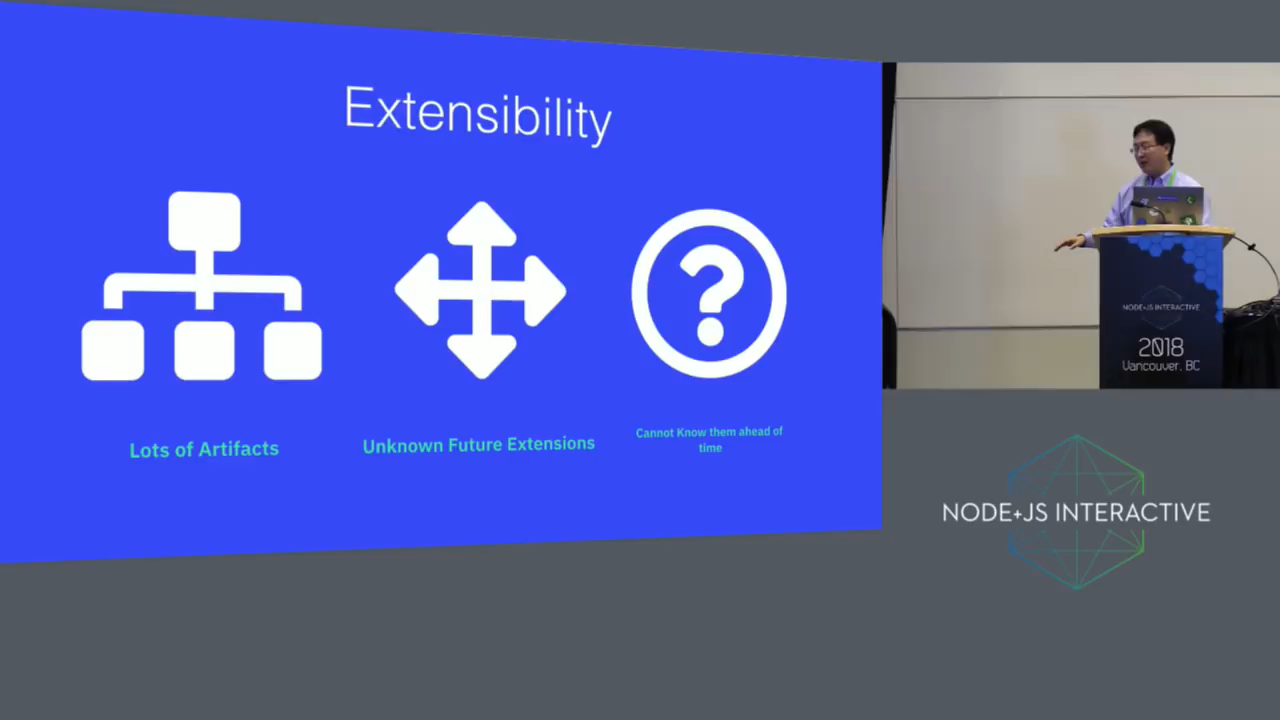 Extensibility
Lots of Artifacts
Unknown Future Extensions
Cannot Know them ahead of
time
NODE+JS INTERACTIVE
2018
Vancouver, BC
NODE+JS INTERACTIVE